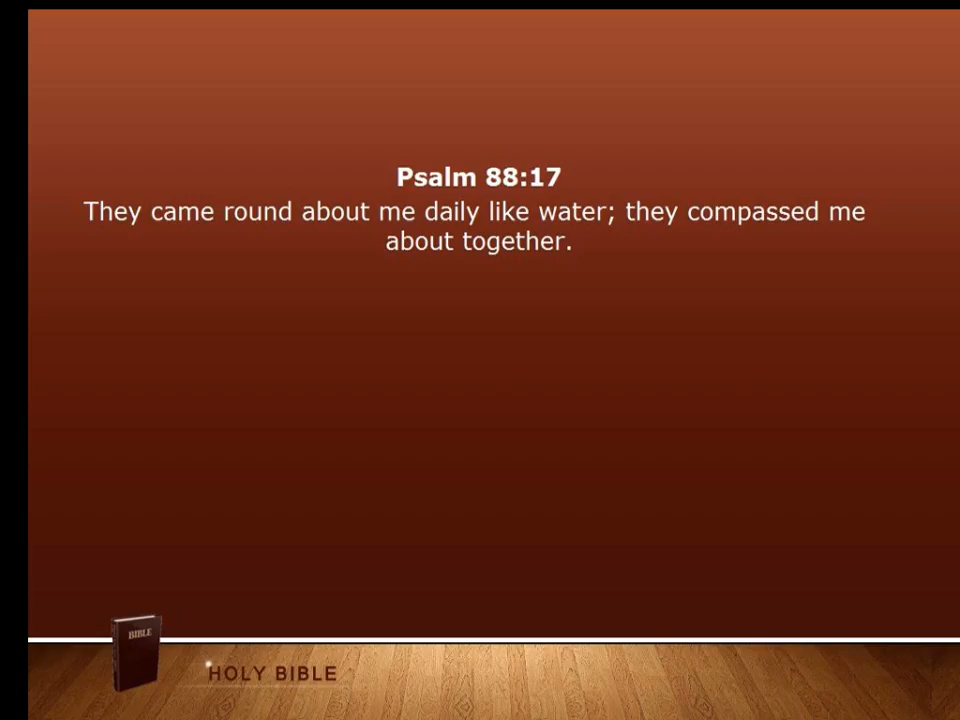 Psalm 88:17
They came round about me daily like water; they compassed me
about together.
BIBLE
HOLY BIBLE